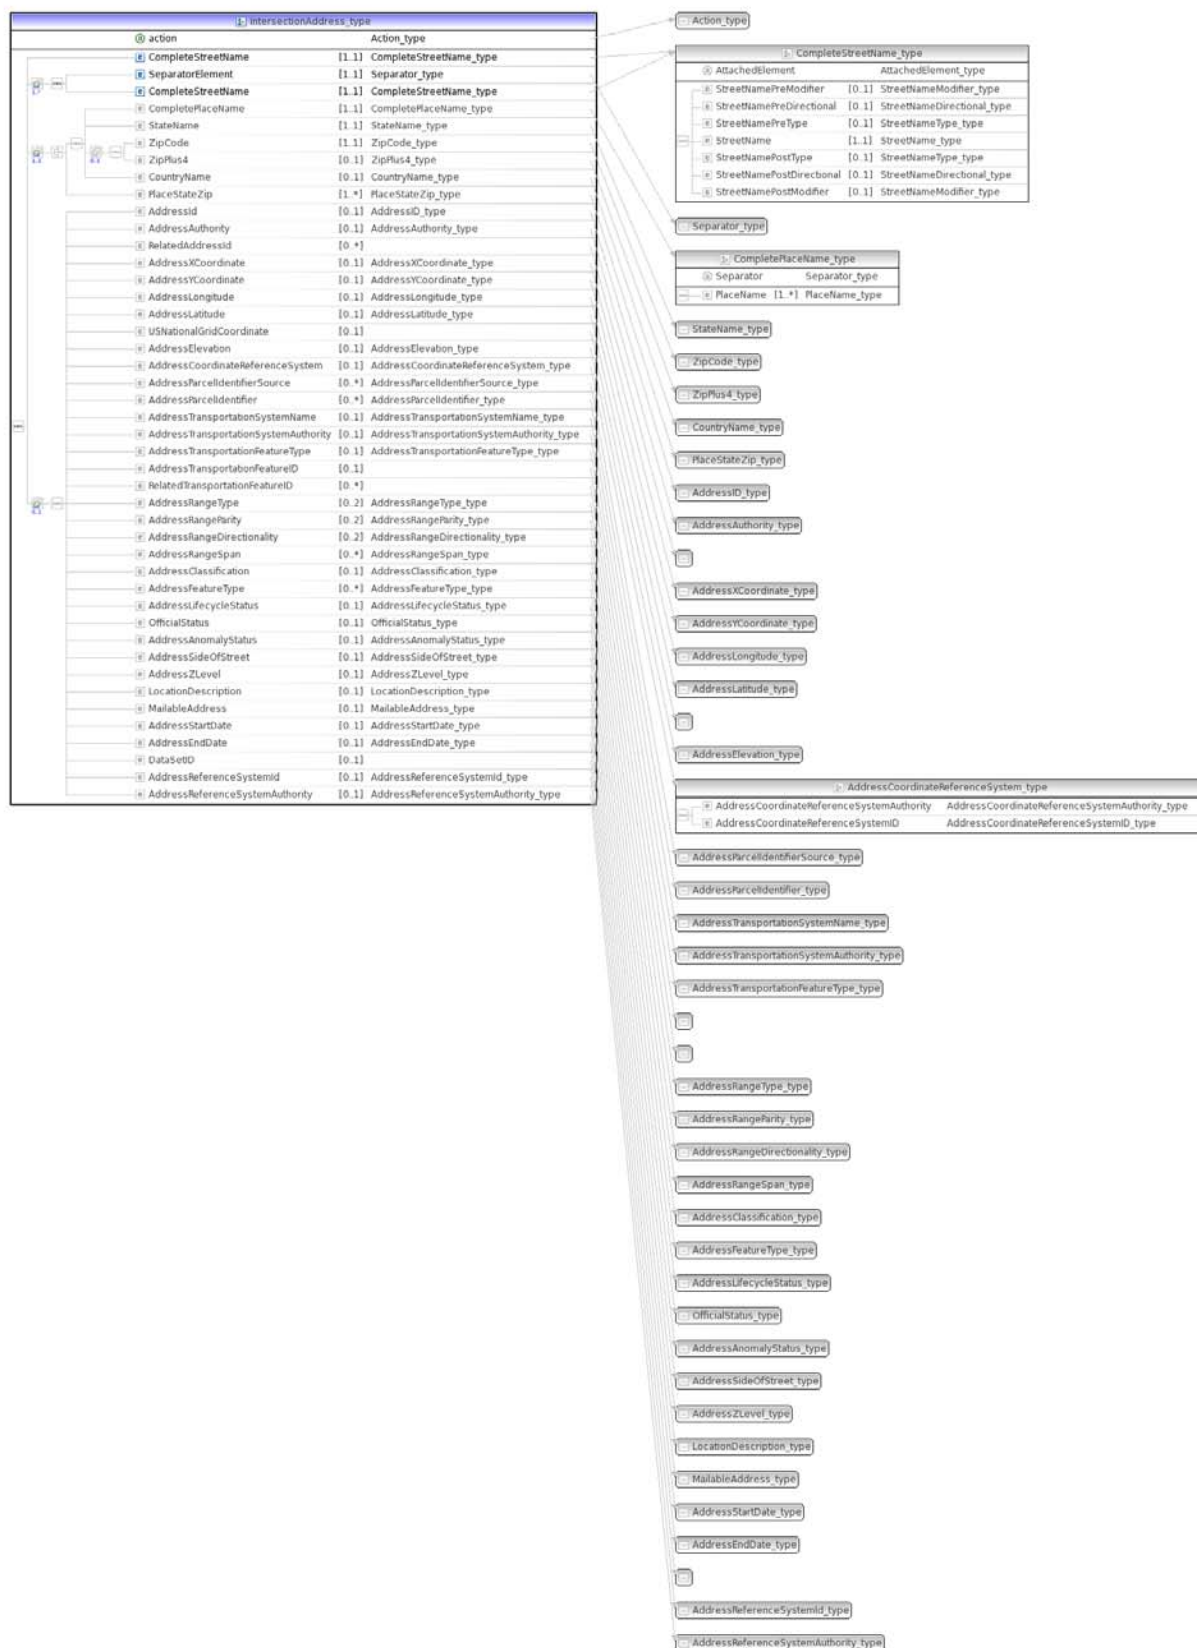 IntersectionAddress_type
action Action_type
CompleteStreetName [1..1] CompleteStreetName_type
SeparatorElement [1..1] Separator_type
CompleteStreetName [1..1] CompleteStreetName_type
CompletePlaceName [1..1] CompletePlaceName_type
StateName [1..1] StateName_type
ZipCode [1..1] ZipCode_type
ZipPlus4 [0..1] ZipPlus4_type
CountryName [0..1] CountryName_type
PlaceStateZip [1..*] PlaceStateZip_type
AddressId [0..1] AddressID_type
AddressAuthority [0..1] AddressAuthority_type
RelatedAddressId [0..*]
AddressXCoordinate [0..1] AddressXCoordinate_type
AddressYCoordinate [0..1] AddressYCoordinate_type
AddressLongitude [0..1] AddressLongitude_type
AddressLatitude [0..1] AddressLatitude_type
USNationalGridCoordinate [0..1]
AddressElevation [0..1] AddressElevation_type
AddressCoordinateReferenceSystem [0..1] AddressCoordinateReferenceSystem_type
AddressParcelIdentifierSource [0..*] AddressParcelIdentifierSource_type
AddressParcelIdentifier [0..*] AddressParcelIdentifier_type
AddressTransportationSystemName [0..1] AddressTransportationSystemName_type
AddressTransportationSystemAuthority [0..1] AddressTransportationSystemAuthority_type
AddressTransportationFeatureType [0..1] AddressTransportationFeatureType_type
AddressTransportationFeatureID [0..1]
RelatedTransportationFeatureID [0..*]
AddressRangeType [0..2] AddressRangeType_type
AddressRangeParity [0..2] AddressRangeParity_type
AddressRangeDirectionality [0..2] AddressRangeDirectionality_type
AddressRangeSpan [0..*] AddressRangeSpan_type
AddressClassification [0..1] AddressClassification_type
AddressFeatureType [0..*] AddressFeatureType_type
AddressLifecycleStatus [0..1] AddressLifecycleStatus_type
OfficialStatus [0..1] OfficialStatus_type
AddressAnomalyStatus [0..1] AddressAnomalyStatus_type
AddressSideOfStreet [0..1] AddressSideOfStreet_type
AddressZLevel [0..1] AddressZLevel_type
LocationDescription [0..1] LocationDescription_type
MailableAddress [0..1] MailableAddress_type
AddressStartDate [0..1] AddressStartDate_type
AddressEndDate [0..1] AddressEndDate_type
DataSetID [0..1]
AddressReferenceSystemId [0..1] AddressReferenceSystemId_type
AddressReferenceSystemAuthority [0..1] AddressReferenceSystemAuthority_type
Action_type
CompleteStreetName_type
AttachedElement AttachedElement_type
StreetNamePreModifier [0..1] StreetNameModifier_type
StreetNamePreDirectional [0..1] StreetNameDirectional_type
StreetNamePreType [0..1] StreetNameType_type
StreetName [1..1] StreetName_type
StreetNamePostType [0..1] StreetNameType_type
StreetNamePostDirectional [0..1] StreetNameDirectional_type
StreetNamePostModifier [0..1] StreetNameModifier_type
Separator_type
CompletePlaceName_type
Separator Separator_type
PlaceName [1..*] PlaceName_type
StateName_type
ZipCode_type
ZipPlus4_type
CountryName_type
PlaceStateZip_type
AddressID_type
AddressAuthority_type
AddressXCoordinate_type
AddressYCoordinate_type
AddressLongitude_type
AddressLatitude_type
AddressElevation_type
AddressCoordinateReferenceSystem_type
AddressCoordinateReferenceSystemAuthority AddressCoordinateReferenceSystemAuthority_type
AddressCoordinateReferenceSystemID AddressCoordinateReferenceSystemID_type
AddressParcelIdentifierSource_type
AddressParcelIdentifier_type
AddressTransportationSystemName_type
AddressTransportationSystemAuthority_type
AddressTransportationFeatureType_type
AddressRangeType_type
AddressRangeParity_type
AddressRangeDirectionality_type
AddressRangeSpan_type
AddressClassification_type
AddressFeatureType_type
AddressLifecycleStatus_type
OfficialStatus_type
AddressAnomalyStatus_type
AddressSideOfStreet_type
AddressZLevel_type
LocationDescription_type
MailableAddress_type
AddressStartDate_type
AddressEndDate_type
AddressReferenceSystemId_type
AddressReferenceSystemAuthority_type